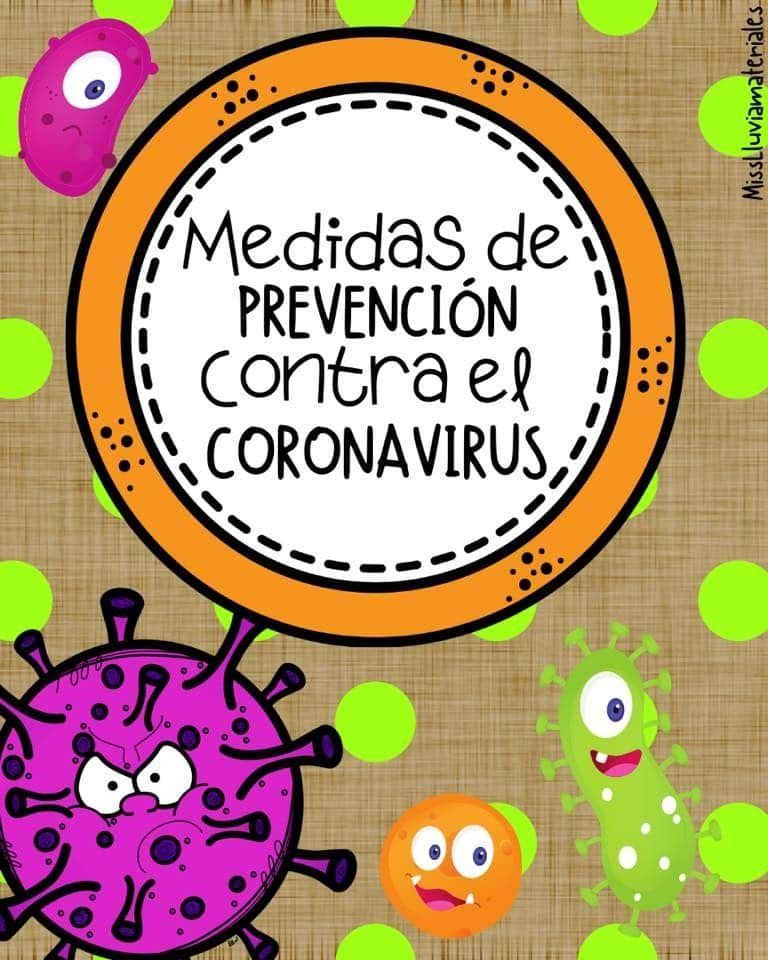 Medidas de
PREVENCIÓN
contra el
CORONAVIRUS
MissLluviamateriales